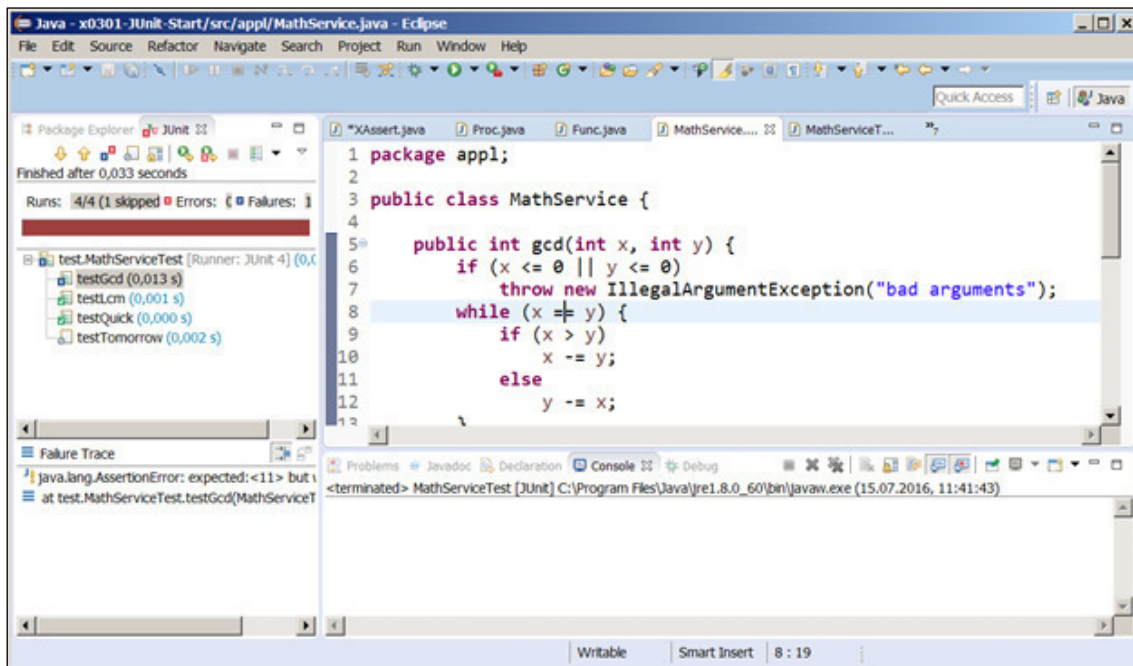 Java - x0301-JUnit-Start/src/appl/MathService.java - Eclipse
File Edit Source Refactor Navigate Search Project Run Window Help
Quick Access Java
Package Explorer JUnit
*XAssert.java Proc.java Func.java MathService.... MathServiceT... »7
Finished after 0,033 seconds
Runs: 4/4 (1 skipped Errors: Failures: 1
test.MathServiceTest [Runner: JUnit 4] (0,0
testGcd (0,013 s)
testLcm (0,001 s)
testQuick (0,000 s)
testTomorrow (0,002 s)
1 package appl;
2
3 public class MathService {
4
5 public int gcd(int x, int y) {
6 if (x <= 0 || y <= 0)
7 throw new IllegalArgumentException("bad arguments");
8 while (x == y) {
9 if (x > y)
10 x -= y;
11 else
12 y -= x;
13 }
Failure Trace
java.lang.AssertionError: expected:<11> but
at test.MathServiceTest.testGcd(MathServiceT
Problems Javadoc Declaration Console Debug
<terminated> MathServiceTest [JUnit] C:\Program Files\Java\jre1.8.0_60\bin\javaw.exe (15.07.2016, 11:41:43)
Writable Smart Insert 8 : 19